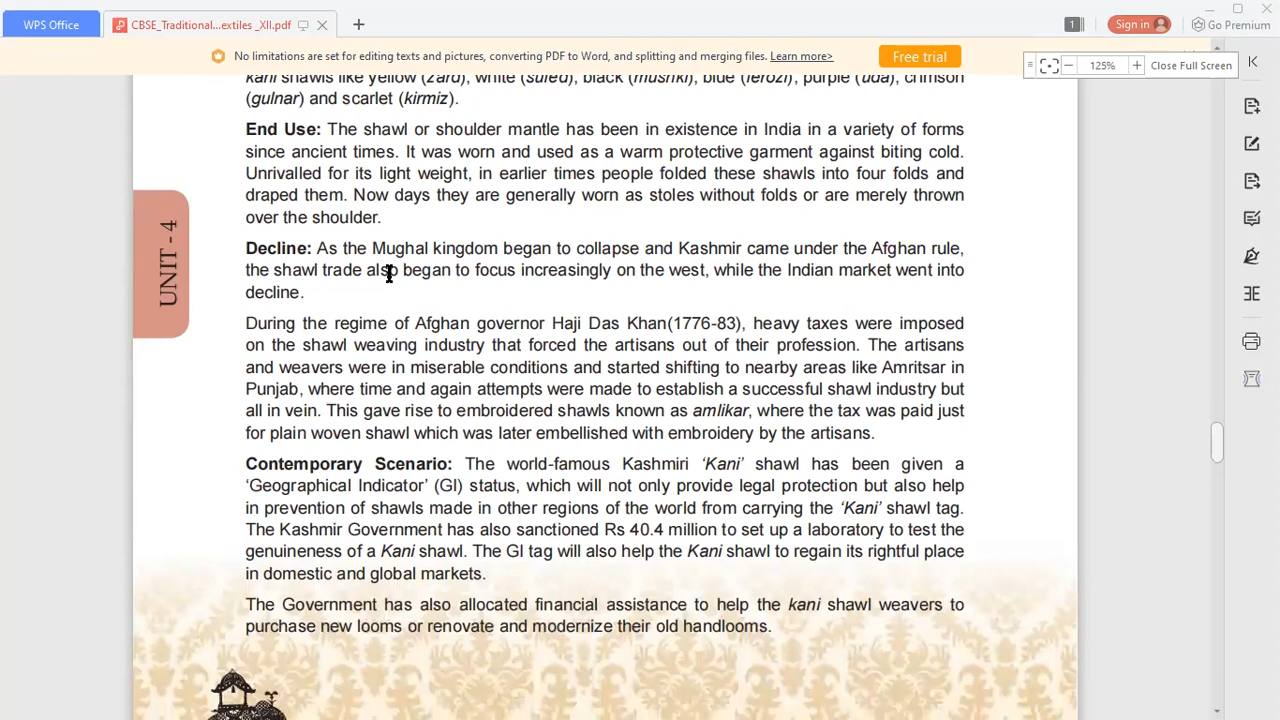 WPS Office
CBSE_Traditional...extiles _XII.pdf
1
Sign in
Go Premium
No limitations are set for editing texts and pictures, converting PDF to Word, and splitting and merging files. Learn more>
Free trial
125%
Close Full Screen
kani shawls like yellow (zard), white (sufed), black (mushki), blue (ferozi), purple (uda), crimson
(gulnar) and scarlet (kirmiz).
End Use: The shawl or shoulder mantle has been in existence in India in a variety of forms
since ancient times. It was worn and used as a warm protective garment against biting cold.
Unrivalled for its light weight, in earlier times people folded these shawls into four folds and
draped them. Now days they are generally worn as stoles without folds or are merely thrown
over the shoulder.
UNIT - 4
Decline: As the Mughal kingdom began to collapse and Kashmir came under the Afghan rule,
the shawl trade also began to focus increasingly on the west, while the Indian market went into
decline.
During the regime of Afghan governor Haji Das Khan(1776-83), heavy taxes were imposed
on the shawl weaving industry that forced the artisans out of their profession. The artisans
and weavers were in miserable conditions and started shifting to nearby areas like Amritsar in
Punjab, where time and again attempts were made to establish a successful shawl industry but
all in vein. This gave rise to embroidered shawls known as amlikar, where the tax was paid just
for plain woven shawl which was later embellished with embroidery by the artisans.
Contemporary Scenario: The world-famous Kashmiri ‘Kani’ shawl has been given a
‘Geographical Indicator’ (GI) status, which will not only provide legal protection but also help
in prevention of shawls made in other regions of the world from carrying the ‘Kani’ shawl tag.
The Kashmir Government has also sanctioned Rs 40.4 million to set up a laboratory to test the
genuineness of a Kani shawl. The GI tag will also help the Kani shawl to regain its rightful place
in domestic and global markets.
The Government has also allocated financial assistance to help the kani shawl weavers to
purchase new looms or renovate and modernize their old handlooms.